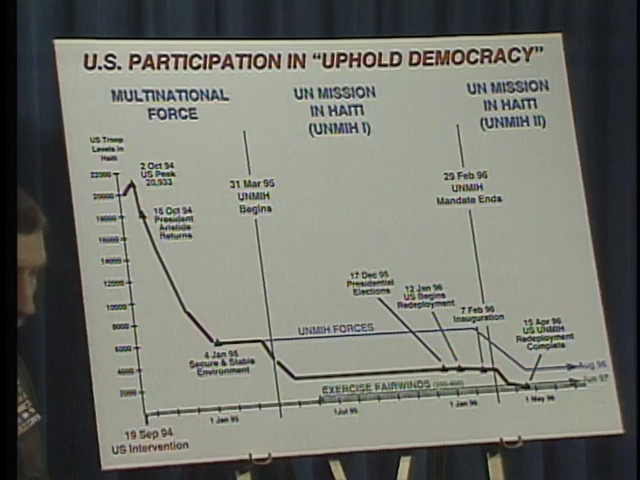 U.S. PARTICIPATION IN "UPHOLD DEMOCRACY"
MULTINATIONAL
FORCE
UN MISSION
IN HAITI
(UNMIH I)
UN MISSION
IN HAITI
(UNMIH II)
US Troop
Levels in
Haiti
22000
20000
18000
16000
14000
12000
10000
8000
6000
4000
2000
2 Oct 94
US Peak
20,933
15 Oct 94
President
Aristide
Returns
31 Mar 95
UNMIH
Begins
29 Feb 96
UNMIH
Mandate Ends
17 Dec 95
Presidential
Elections
12 Jan 96
US Begins
Redeployment
7 Feb 96
Inauguration
15 Apr 96
US UNMIH
Redeployment
Complete
4 Jan 95
Secure & Stable
Environment
UNMIH FORCES
EXERCISE FAIRWINDS
Aug 96
Jun 97
1 Jan 95
1Jul 95
1 Jan 96
1 May 96
19 Sep 94
US Intervention